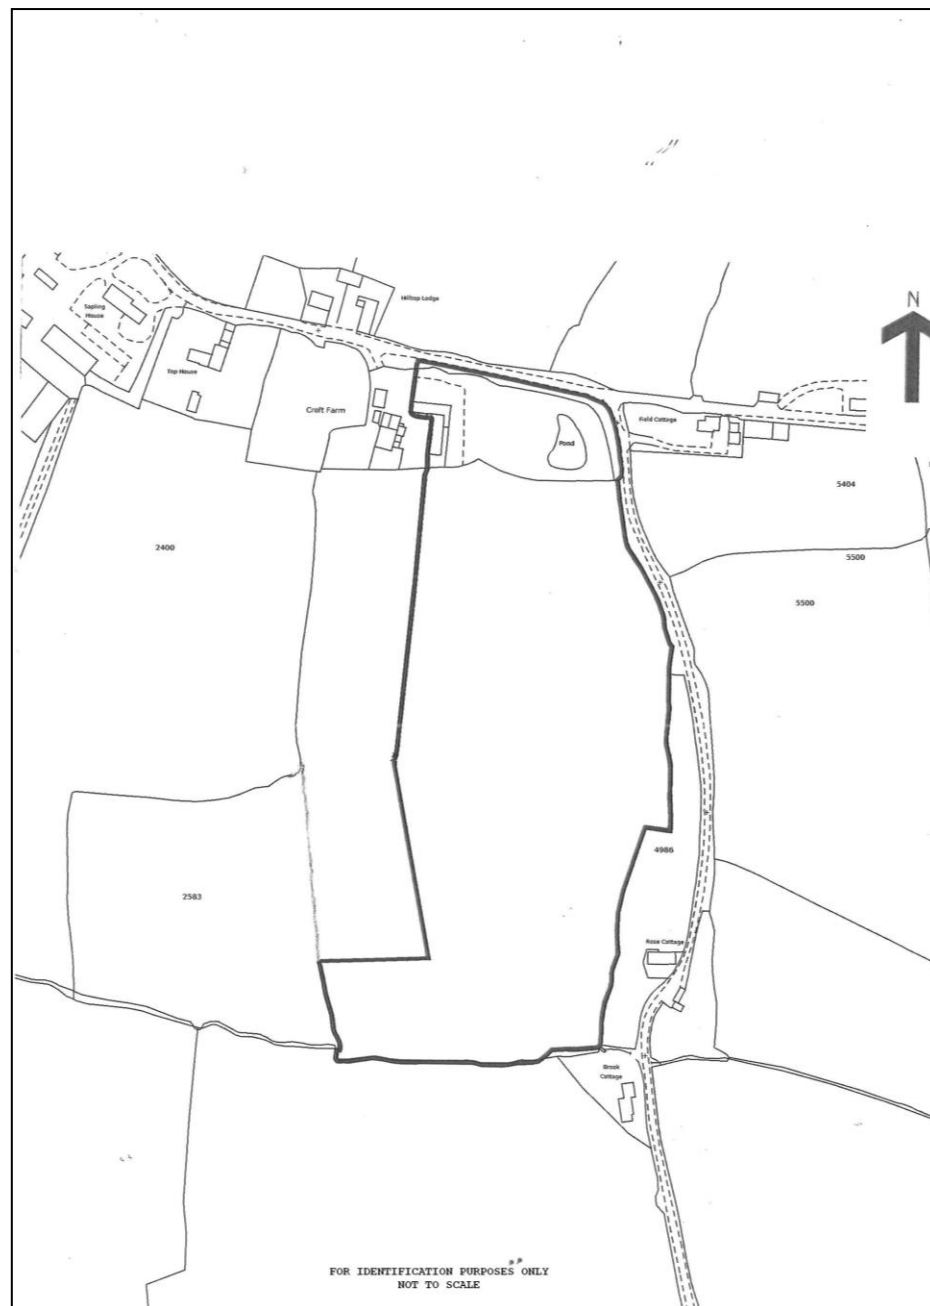 Hilltop Lodge
N
Sapling
House
Top House
Croft Farm
Field Cottage
Pond
5404
2400
5500
5500
4986
2583
Rose Cottage
Brook
Cottage
FOR IDENTIFICATION PURPOSES ONLY
NOT TO SCALE